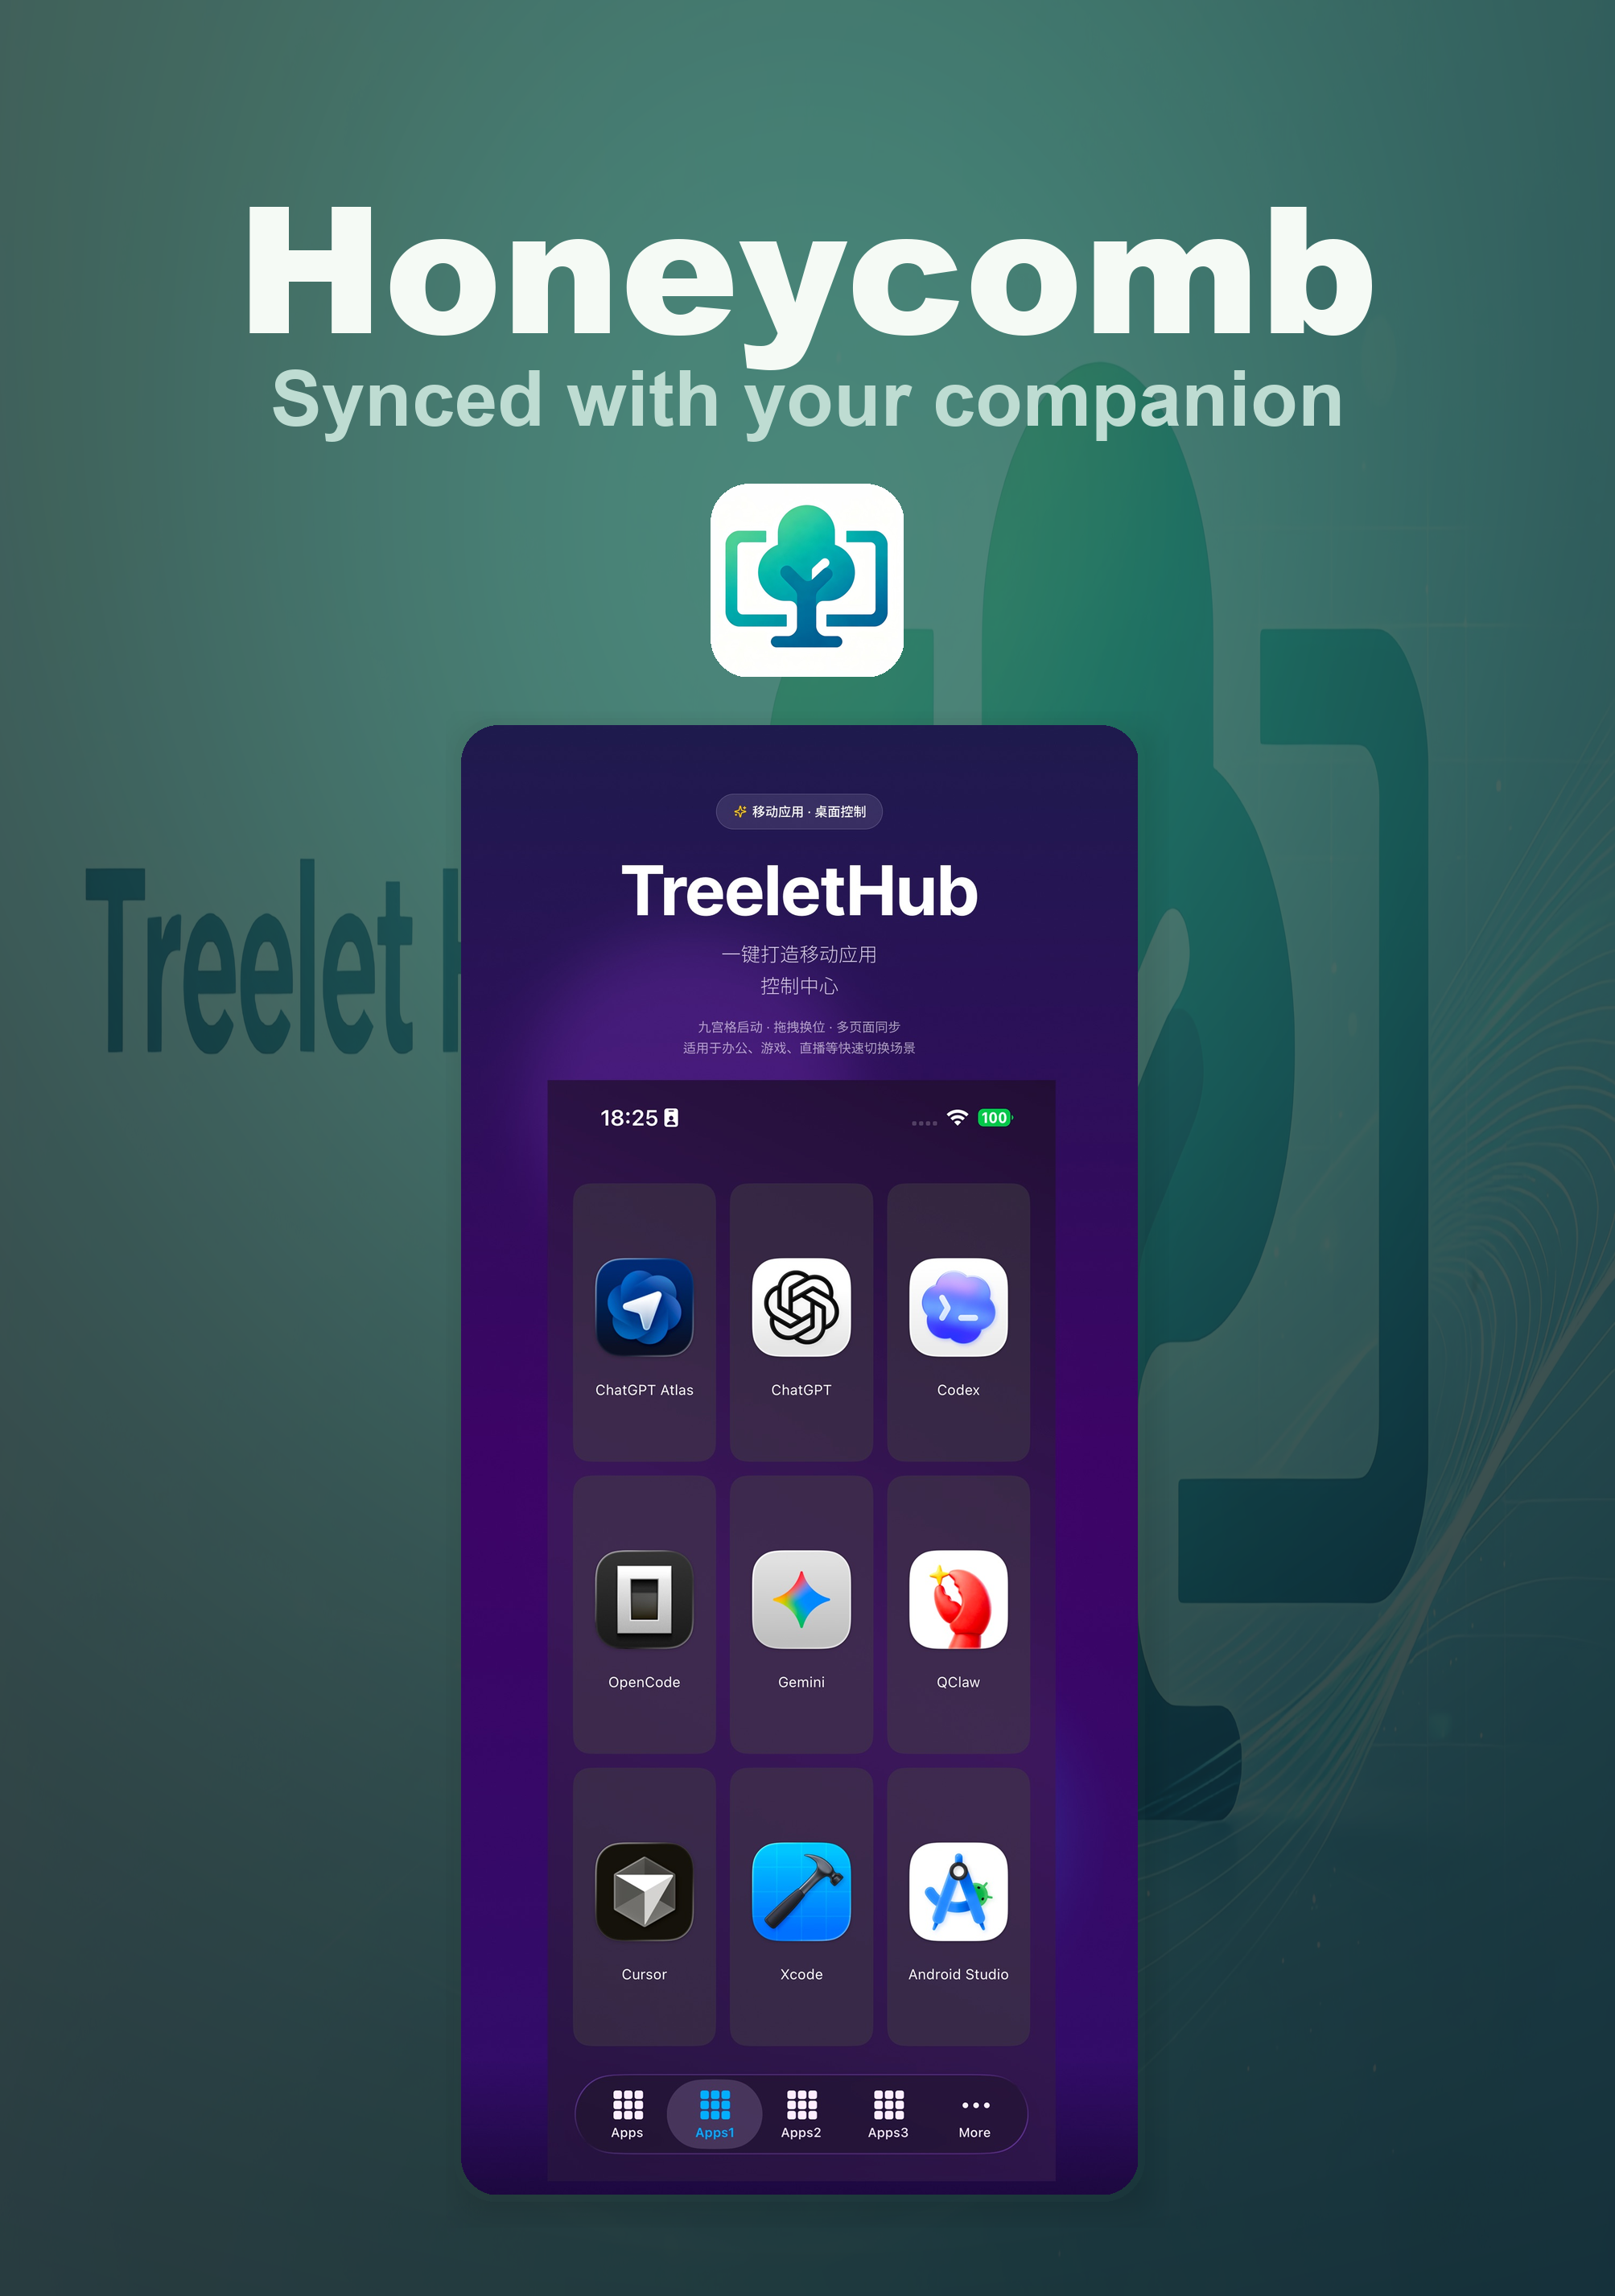 Honeycomb
Synced with your companion
移动应用 · 桌面控制
Treelet H
TreeletHub
一键打造移动应用
控制中心
九宫格启动 · 拖拽换位 · 多页面同步
适用于办公、游戏、直播等快速切换场景
18:25
100
ChatGPT Atlas
ChatGPT
Codex
OpenCode
Gemini
QClaw
Cursor
Xcode
Android Studio
Apps
Apps1
Apps2
Apps3
More